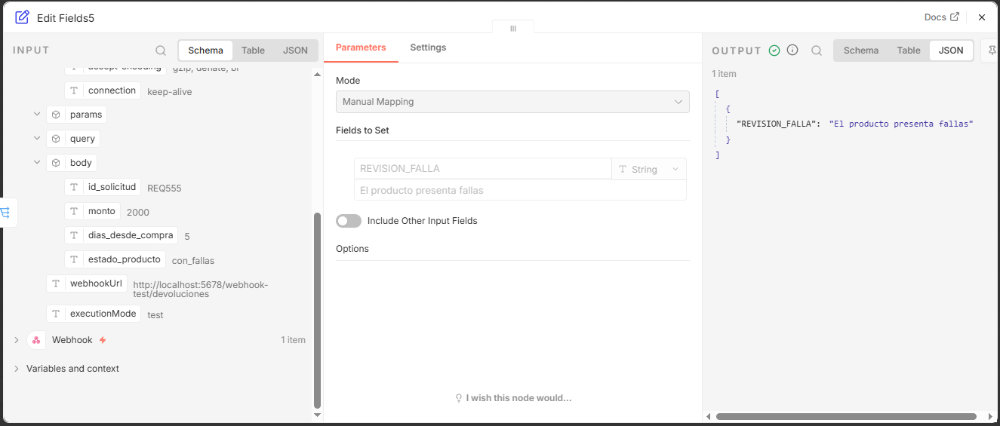 Edit Fields5
Docs
INPUT
Schema Table JSON
accept-encoding gzip, deflate, br
connection keep-alive
params
query
body
id_solicitud REQ555
monto 2000
dias_desde_compra 5
estado_producto con_fallas
webhookUrl http://localhost:5678/webhook-
test/devoluciones
executionMode test
Webhook 1 item
Variables and context
Parameters Settings
Mode
Manual Mapping
Fields to Set
REVISION_FALLA String
El producto presenta fallas
Include Other Input Fields
Options
I wish this node would...
OUTPUT
Schema Table JSON
1 item
[
{
"REVISION_FALLA": "El producto presenta fallas"
}
]